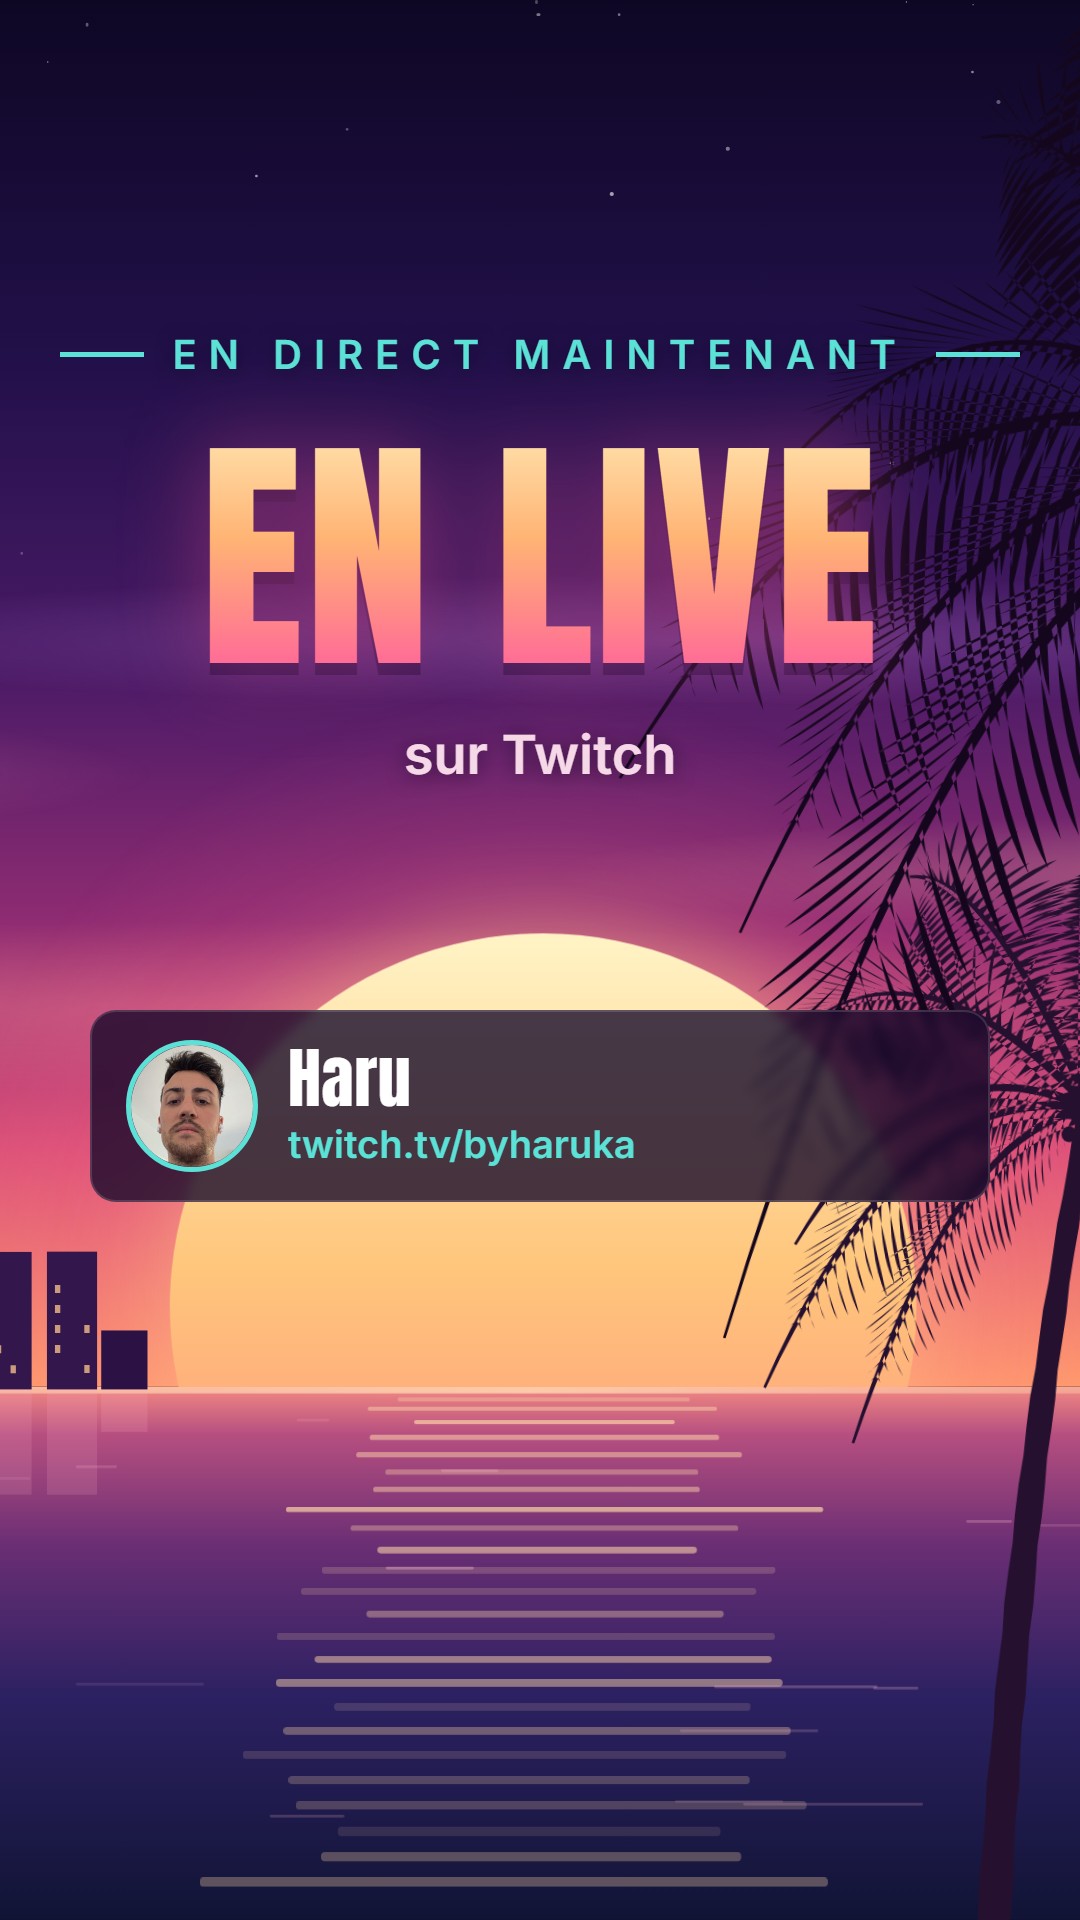 EN DIRECT MAINTENANT
EN LIVE
sur Twitch
Haru
twitch.tv/byharuka